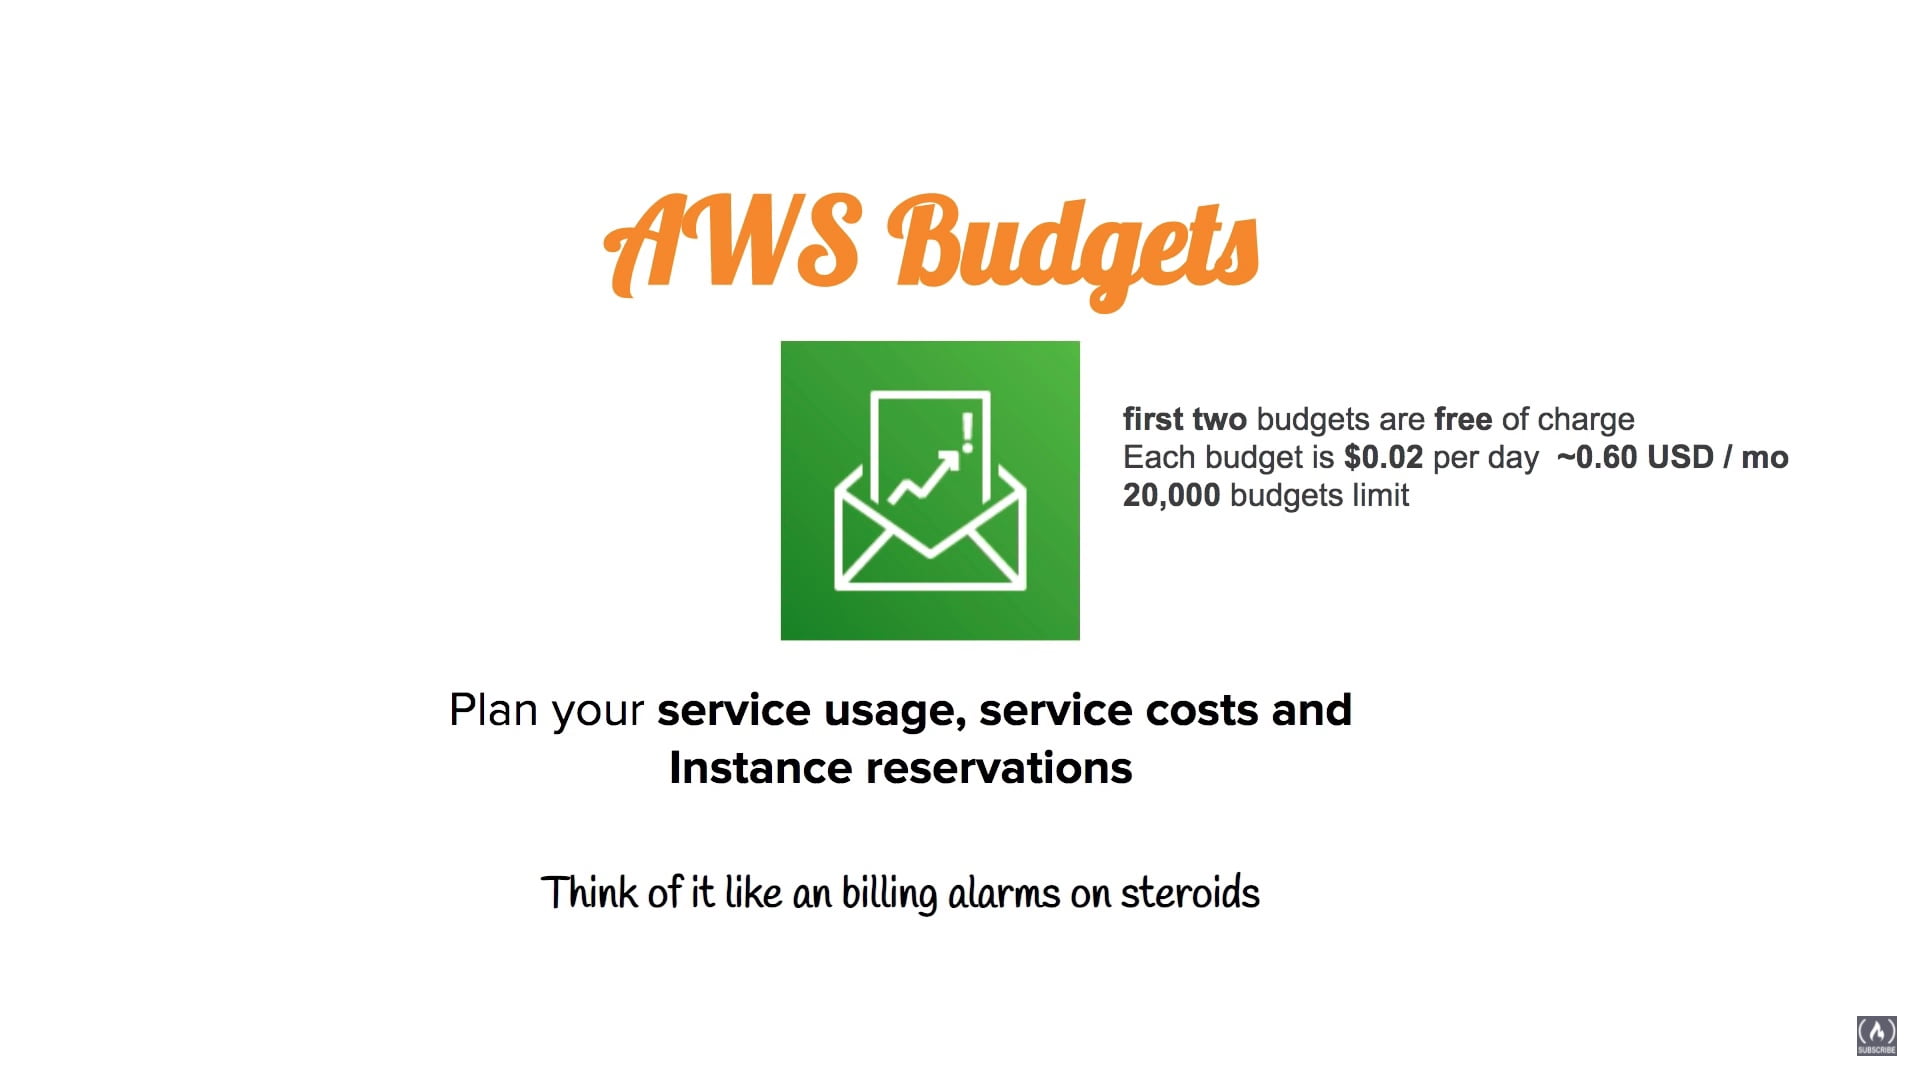 AWS Budgets
first two budgets are free of charge
Each budget is $0.02 per day ~0.60 USD / mo
20,000 budgets limit
Plan your service usage, service costs and
Instance reservations
Think of it like an billing alarms on steroids
SUBSCRIBE